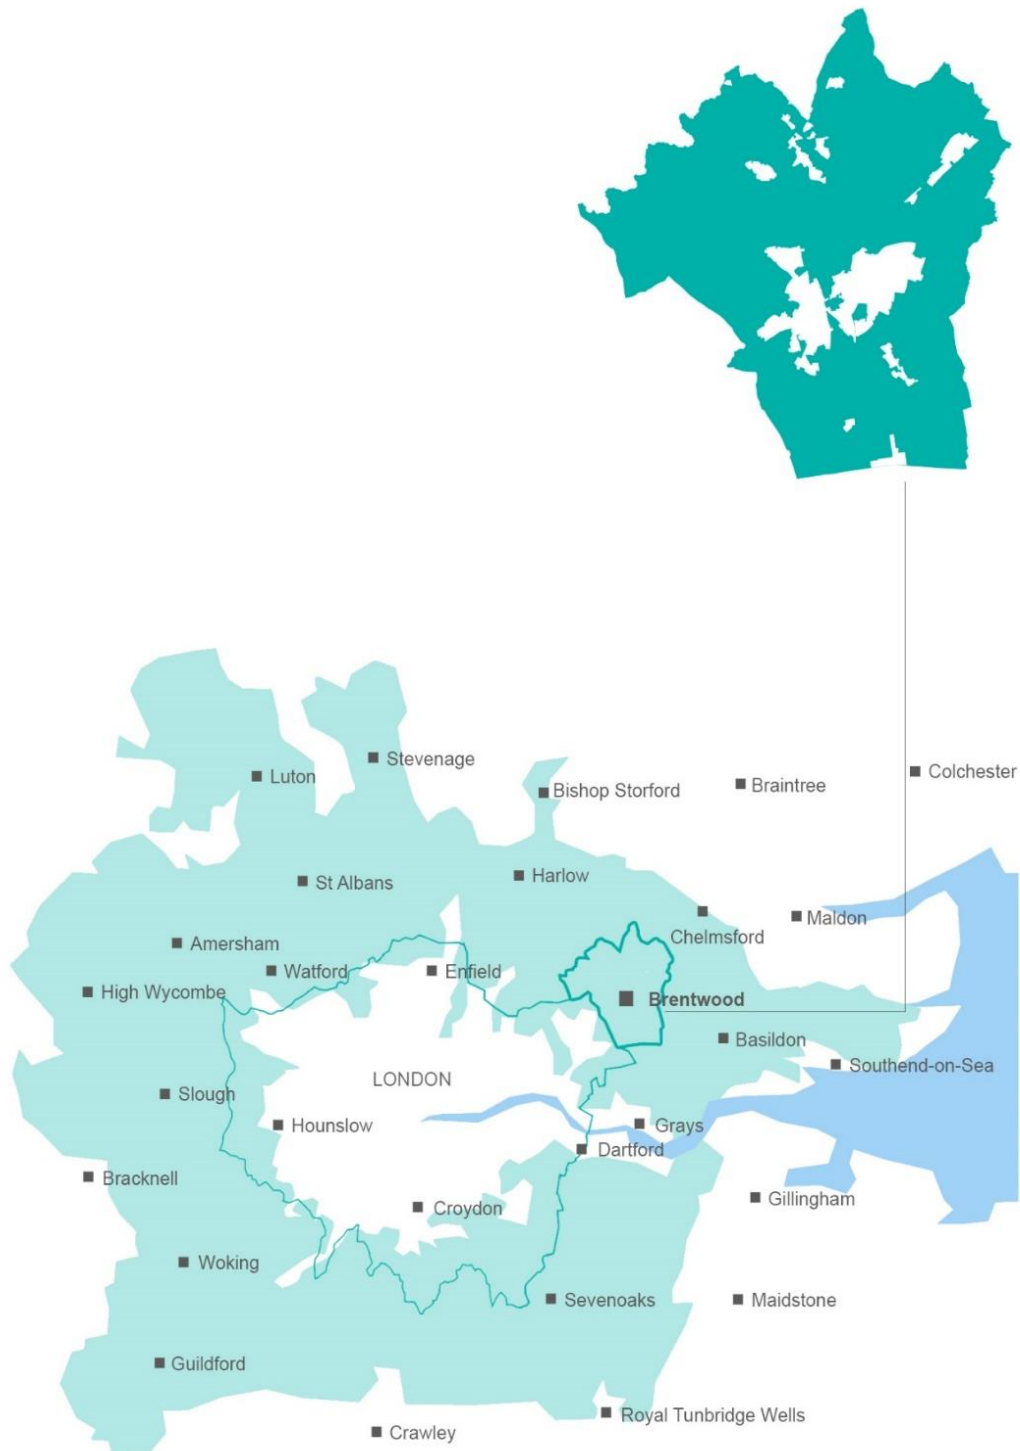 Stevenage
Luton
Bishop Storford
Braintree
Colchester
St Albans
Harlow
Chelmsford
Maldon
Amersham
Watford
Enfield
High Wycombe
Brentwood
Basildon
Southend-on-Sea
LONDON
Slough
Hounslow
Grays
Dartford
Bracknell
Gillingham
Croydon
Woking
Sevenoaks
Maidstone
Guildford
Royal Tunbridge Wells
Crawley